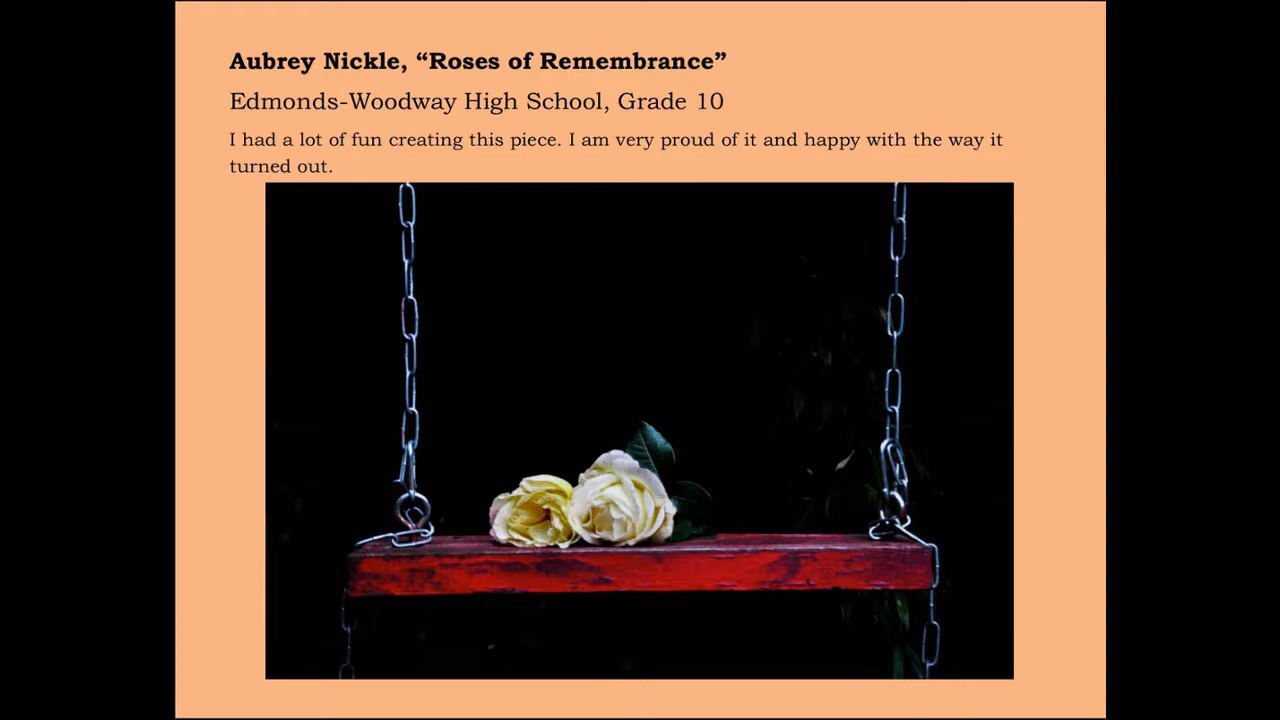 Aubrey Nickle, “Roses of Remembrance”
Edmonds-Woodway High School, Grade 10
I had a lot of fun creating this piece. I am very proud of it and happy with the way it
turned out.